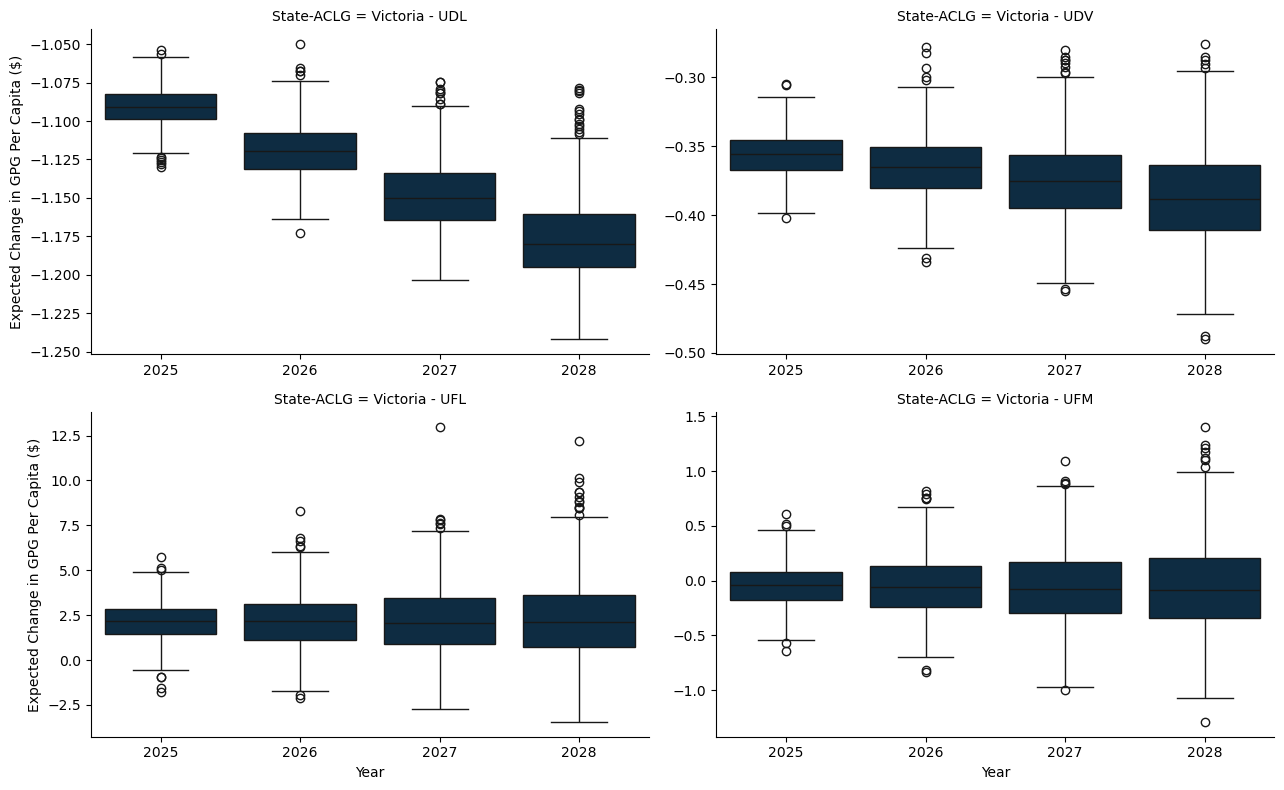 State-ACLG = Victoria - UDL
Expected Change in GPG Per Capita ($)
−1.050
−1.075
−1.100
−1.125
−1.150
−1.175
−1.200
−1.225
−1.250
2025 2026 2027 2028
State-ACLG = Victoria - UDV
−0.30
−0.35
−0.40
−0.45
−0.50
2025 2026 2027 2028
State-ACLG = Victoria - UFL
Expected Change in GPG Per Capita ($)
12.5
10.0
7.5
5.0
2.5
0.0
−2.5
2025 2026 2027 2028
Year
State-ACLG = Victoria - UFM
1.5
1.0
0.5
0.0
−0.5
−1.0
2025 2026 2027 2028
Year